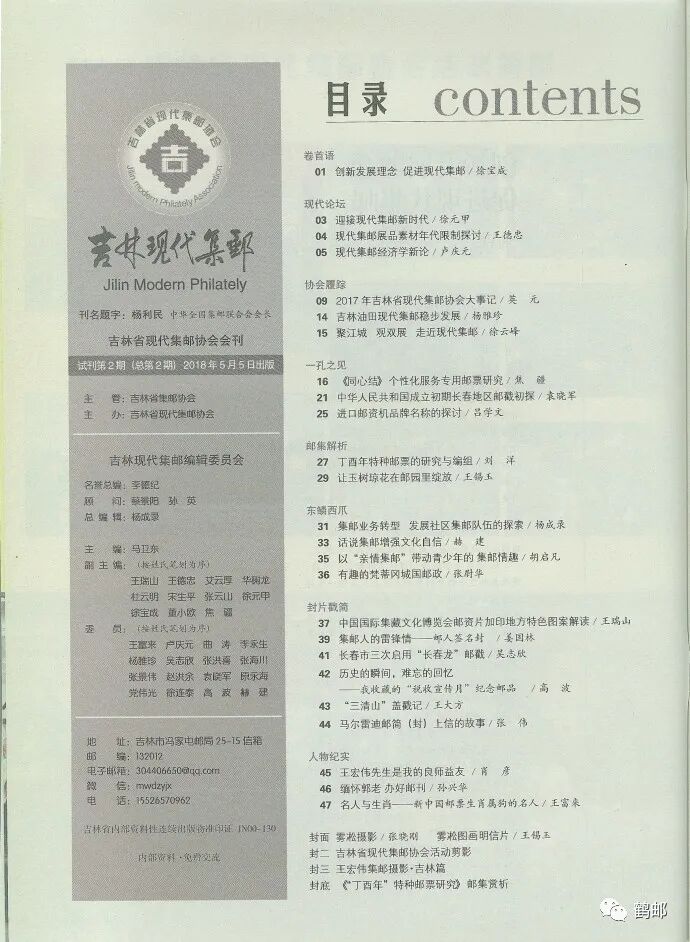 吉林省现代集邮协会
吉
Jilin modern Philately Association
吉林现代集郵
Jilin Modern Philately
刊名题字：杨利民 中华全国集邮联合会会长
吉林省现代集邮协会会刊
试刊第2期（总第2期）2018年5月5日出版
主 管：吉林省集邮协会
主 办：吉林省现代集邮协会
吉林现代集邮编辑委员会
名誉总编：李德纪
顾 问：蔡景阳 孙 英
总 编 辑：杨成录
主 编：马卫东
副 主 编：（按姓氏笔划为序）
王瑞山 王德忠 艾云厚 华树龙
杜云明 宋生平 张云山 徐元甲
徐宝成 董小欧 焦 疆
委 员：（按姓氏笔划为序）
王富来 卢庆元 曲 涛 李永生
杨雅珍 吴志欣 张洪喜 张海川
张景伟 赵洪余 袁晓军 原永海
党伟光 徐连泰 高 波 赫 建
地 址：吉林市冯家屯邮局25-15信箱
邮 编：132012
电子邮箱：304406650@qq.com
微 信：mwdzyjx
电 话：15526570962
吉林省内部资料性连续出版物准印证 JN00-130
内部资料·免费交流
目录 contents
卷首语
01 创新发展理念 促进现代集邮/徐宝成
现代论坛
03 迎接现代集邮新时代/徐元甲
04 现代集邮展品素材年代限制探讨/王德忠
05 现代集邮经济学新论/卢庆元
协会履踪
09 2017年吉林省现代集邮协会大事记/英 元
14 吉林油田现代集邮稳步发展/杨雅珍
15 聚江城 观双展 走近现代集邮/徐云峰
一孔之见
16 《同心结》个性化服务专用邮票研究/焦 疆
21 中华人民共和国成立初期长春地区邮戳初探/袁晓军
25 进口邮资机品牌名称的探讨/吕学文
邮集解析
27 丁酉年特种邮票的研究与编组/刘 洋
29 让玉树琼花在邮园里绽放/王锡玉
东鳞西爪
31 集邮业务转型 发展社区集邮队伍的探索/杨成录
33 话说集邮增强文化自信/赫 建
35 以“亲情集邮”带动青少年的 集邮情趣/胡启凡
36 有趣的梵蒂冈城国邮政/张尉华
封片戳简
37 中国国际集藏文化博览会邮资片加印地方特色图案解读/王瑞山
39 集邮人的雷锋情——邮人签名封 /姜国林
41 长春市三次启用“长春龙”邮戳/吴志欣
42 历史的瞬间，难忘的回忆
——我收藏的“税收宣传月”纪念邮品 /高 波
43 “三清山”盖戳记/王大方
44 马尔雷迪邮简（封）上信的故事/张 伟
人物纪实
45 王宏伟先生是我的良师益友/肖 彦
46 缅怀郭老 办好邮刊/孙兴华
47 名人与生肖——新中国邮票生肖属狗的名人/王富来
封面 雾凇摄影/张晓刚 雾凇图画明信片/王锡玉
封二 吉林省现代集邮协会活动剪影
封三 王宏伟集邮摄影·吉林篇
封底 《“丁酉年”特种邮票研究》邮集赏析
鹤邮